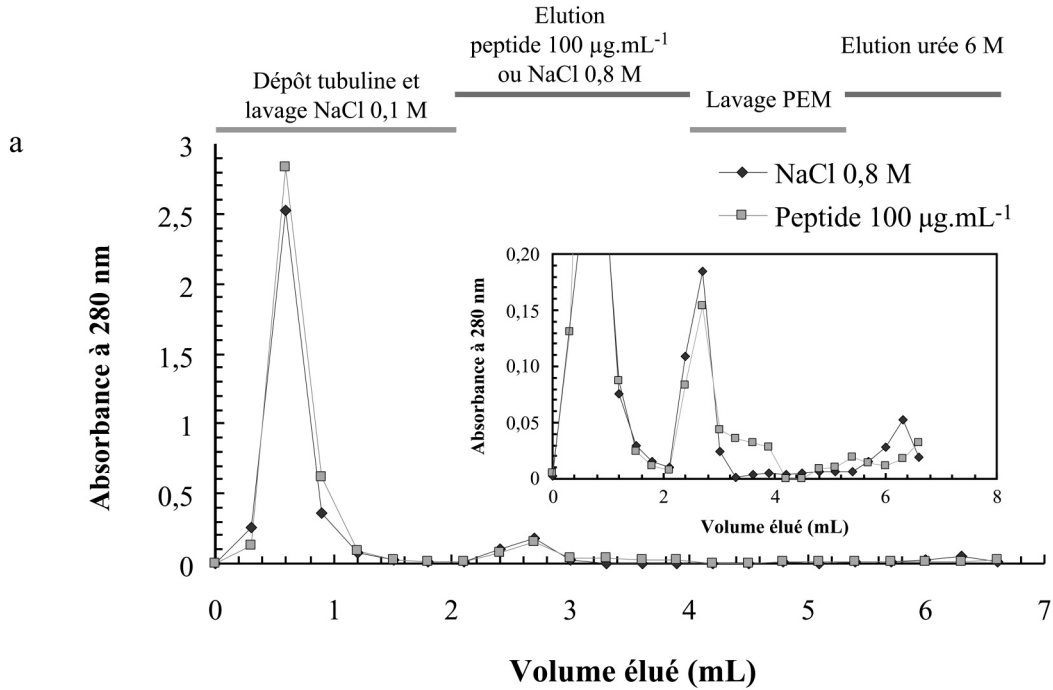 Elution
peptide 100 µg.mL-1
ou NaCl 0,8 M
Elution urée 6 M
Dépôt tubuline et
lavage NaCl 0,1 M
Lavage PEM
a
NaCl 0,8 M
Peptide 100 µg.mL-1
Absorbance à 280 nm
3
2,5
2
1,5
1
0,5
0
0 1 2 3 4 5 6 7
Volume élué (mL)
Absorbance à 280 nm
0,20
0,15
0,10
0,05
0
0 2 4 6 8
Volume élué (mL)